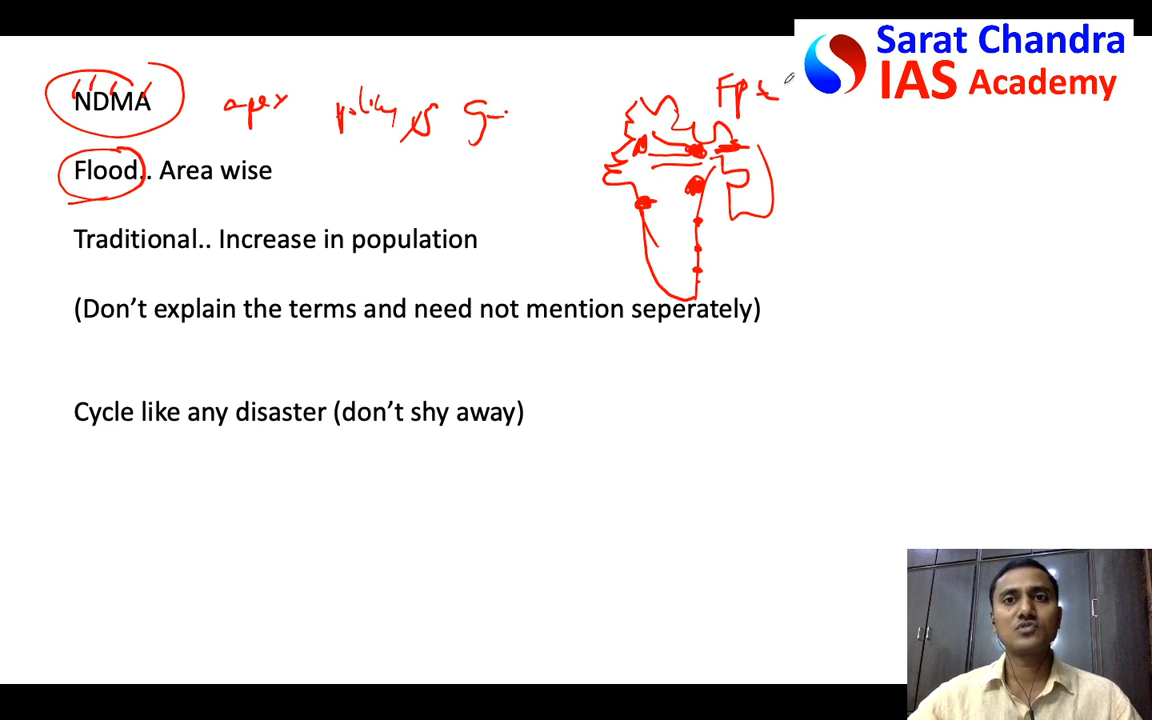 Sarat Chandra
IAS Academy
NDMA apex policy
Flood.. Area wise
Traditional.. Increase in population
(Don’t explain the terms and need not mention seperately)
Cycle like any disaster (don’t shy away)